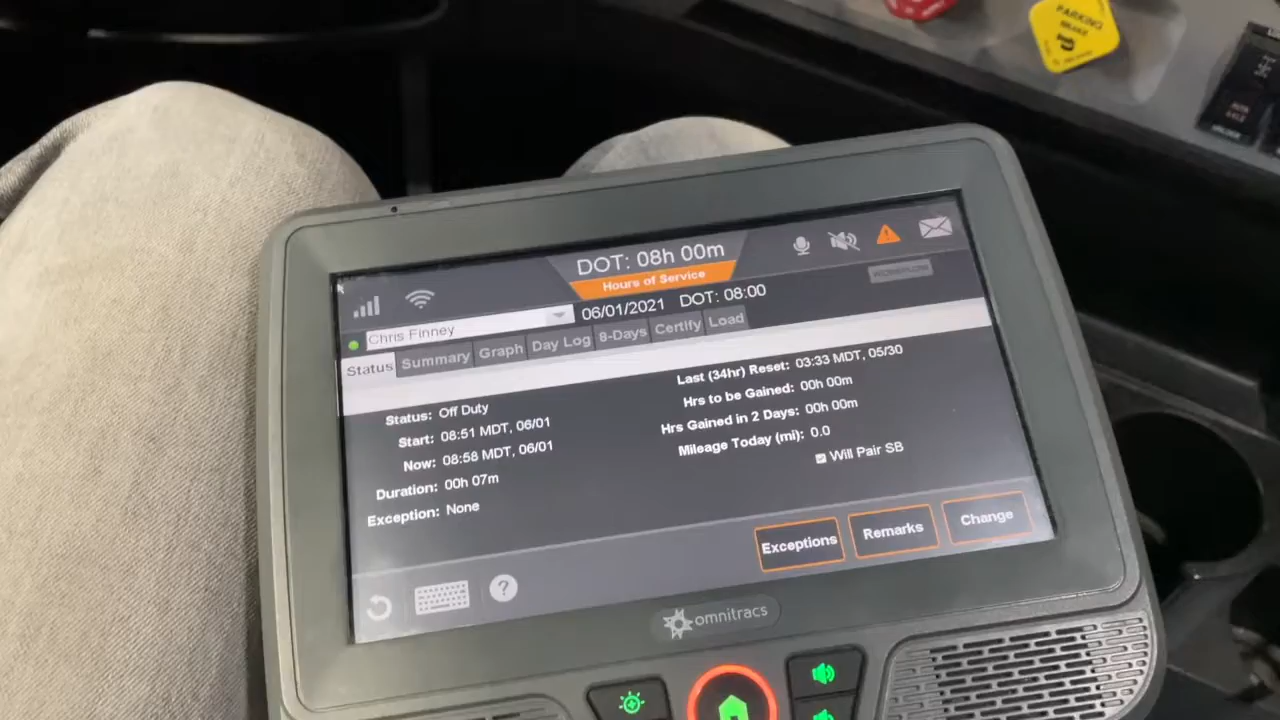 PARKING
BRAKE
DOT: 08h 00m
Hours of Service
WORKFLOW
Chris Finney
06/01/2021 DOT: 08:00
Status Summary Graph Day Log 8-Days Certify Load
Status: Off Duty
Start: 08:51 MDT, 06/01
Now: 08:58 MDT, 06/01
Duration: 00h 07m
Exception: None
Last (34hr) Reset: 03:33 MDT, 05/30
Hrs to be Gained: 00h 00m
Hrs Gained in 2 Days: 00h 00m
Mileage Today (mi): 0.0
Will Pair SB
Exceptions Remarks Change
?
omnitracs